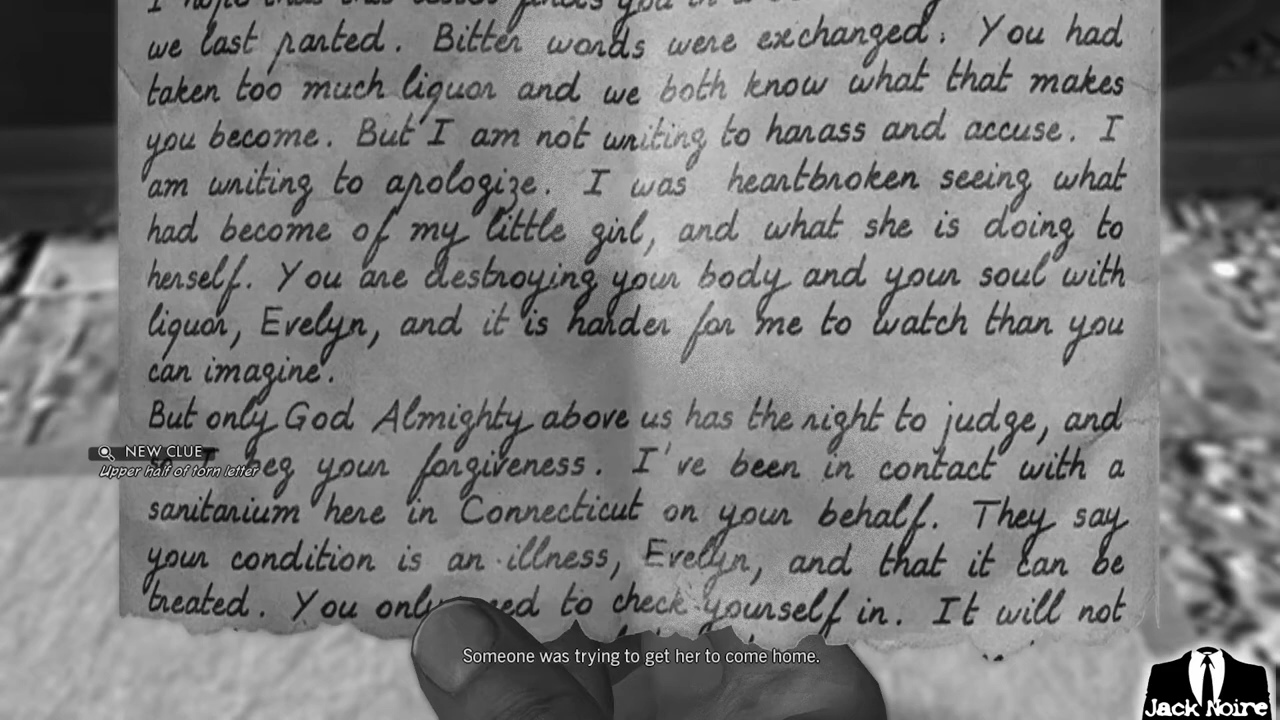 we last parted. Bitter words were exchanged. You had
taken too much liquor and we both know what that makes
you become. But I am not writing to harass and accuse. I
am writing to apologize. I was heartbroken seeing what
had become of my little girl, and what she is doing to
herself. You are destroying your body and your soul with
liquor, Evelyn, and it is harder for me to watch than you
can imagine.
But only God Almighty above us has the right to judge, and
NEW CLUE
Upper half of torn letter
your forgiveness. I've been in contact with a
sanitarium here in Connecticut on your behalf. They say
your condition is an illness, Evelyn, and that it can be
treated. You only to check yourself in. It will not
Someone was trying to get her to come home.
Jack Noire